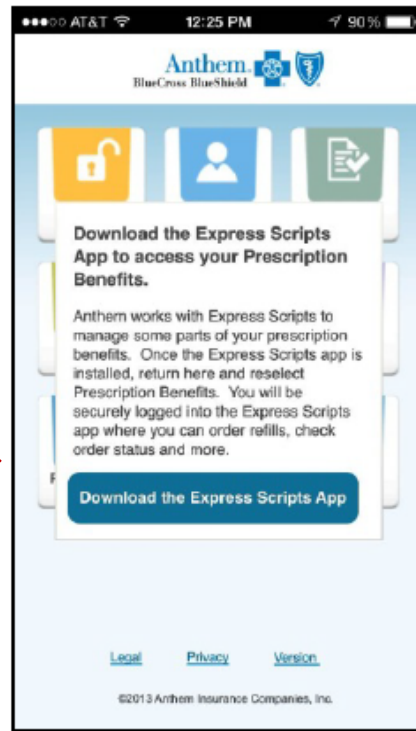 AT&T 12:25 PM 90%
Anthem.
BlueCross BlueShield
Download the Express Scripts
App to access your Prescription
Benefits.
Anthem works with Express Scripts to
manage some parts of your prescription
benefits. Once the Express Scripts app is
installed, return here and reselect
Prescription Benefits. You will be
securely logged into the Express Scripts
app where you can order refills, check
order status and more.
Download the Express Scripts App
Legal Privacy Version
©2013 Anthem Insurance Companies, Inc.